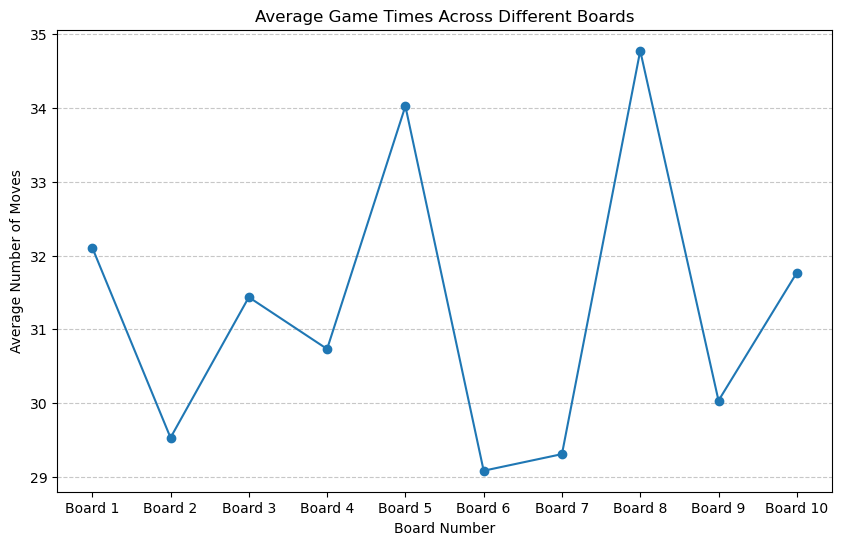 Average Game Times Across Different Boards
Average Number of Moves
35
34
33
32
31
30
29
Board 1 Board 2 Board 3 Board 4 Board 5 Board 6 Board 7 Board 8 Board 9 Board 10
Board Number